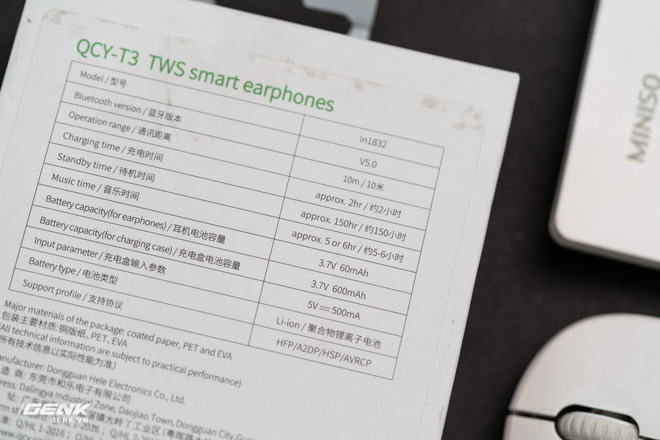 QCY-T3 TWS smart earphones
Model / 型号 In1832
Bluetooth version / 蓝牙版本 V5.0
Operation range / 通讯距离 10m / 10米
Charging time / 充电时间 approx. 2hr / 约2小时
Standby time / 待机时间 approx. 150hr / 约150小时
Music time / 音乐时间 approx. 5 or 6hr / 约5-6小时
Battery capacity(for earphones) / 耳机电池容量 3.7V 60mAh
Battery capacity(for charging case) / 充电盒电池容量 3.7V 600mAh
Input parameter / 充电盒输入参数 5V⎓500mA
Battery type / 电池类型 Li-ion / 聚合物锂离子电池
Support profile / 支持协议 HFP/A2DP/HSP/AVRCP
Major materials of the package: coated paper, PET and EVA
包装主要材质: 铜版纸、PET、EVA
(All technical information are subject to practical performance)
所有技术信息以实际性能为准)
anufacturer: Dongguan Hele Electronics Co., Ltd.
造 商: 东莞市和乐电子有限公司
ress: Dalingya Industrial Zone, Daojiao Town, Dongguan City, Gua
MINISO
GENK
GENK.VN